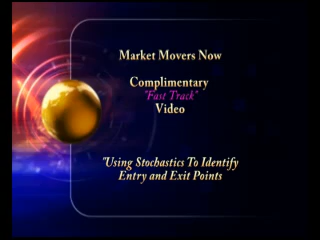 Market Movers Now
Complimentary
"Fast Track"
Video
"Using Stochastics To Identify
Entry and Exit Points